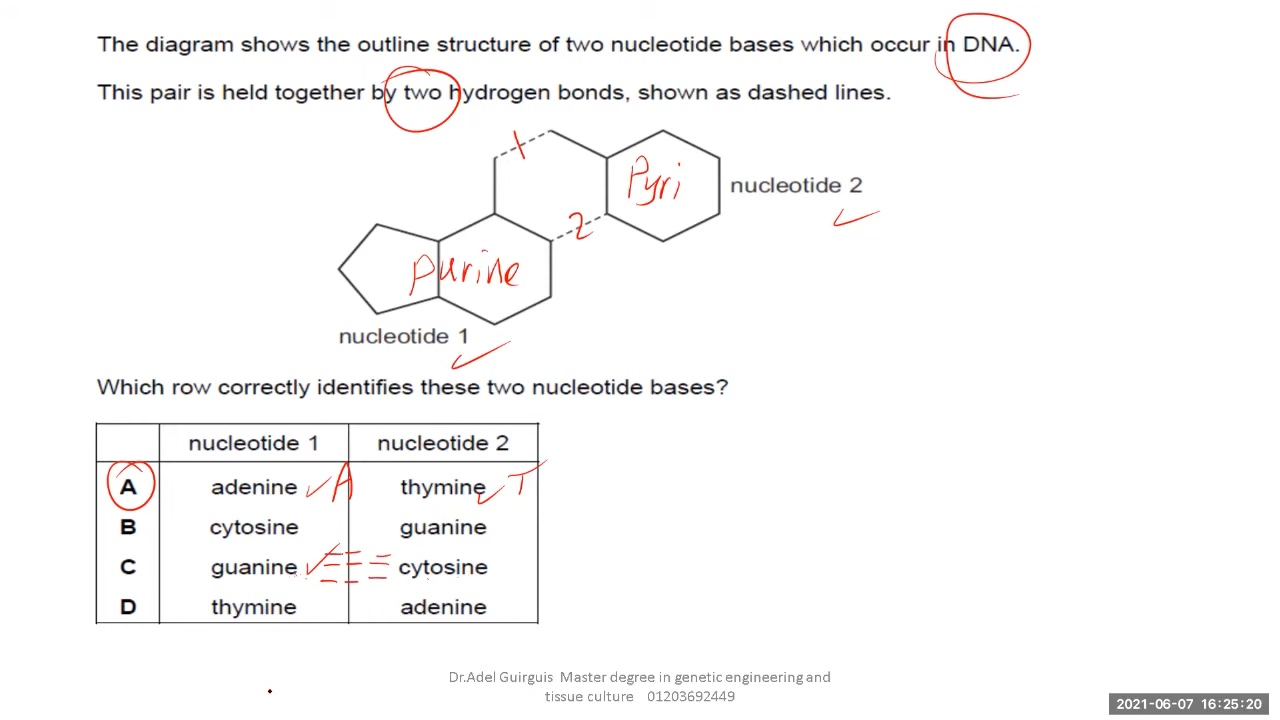 The diagram shows the outline structure of two nucleotide bases which occur in DNA.
This pair is held together by two hydrogen bonds, shown as dashed lines.
1
Pyri
nucleotide 2
2
purine
nucleotide 1
Which row correctly identifies these two nucleotide bases?
nucleotide 1 nucleotide 2
A adenine A thymine T
B cytosine guanine
C guanine cytosine
D thymine adenine
Dr.Adel Guirguis Master degree in genetic engineering and
tissue culture 01203692449
2021-06-07 16:25:20